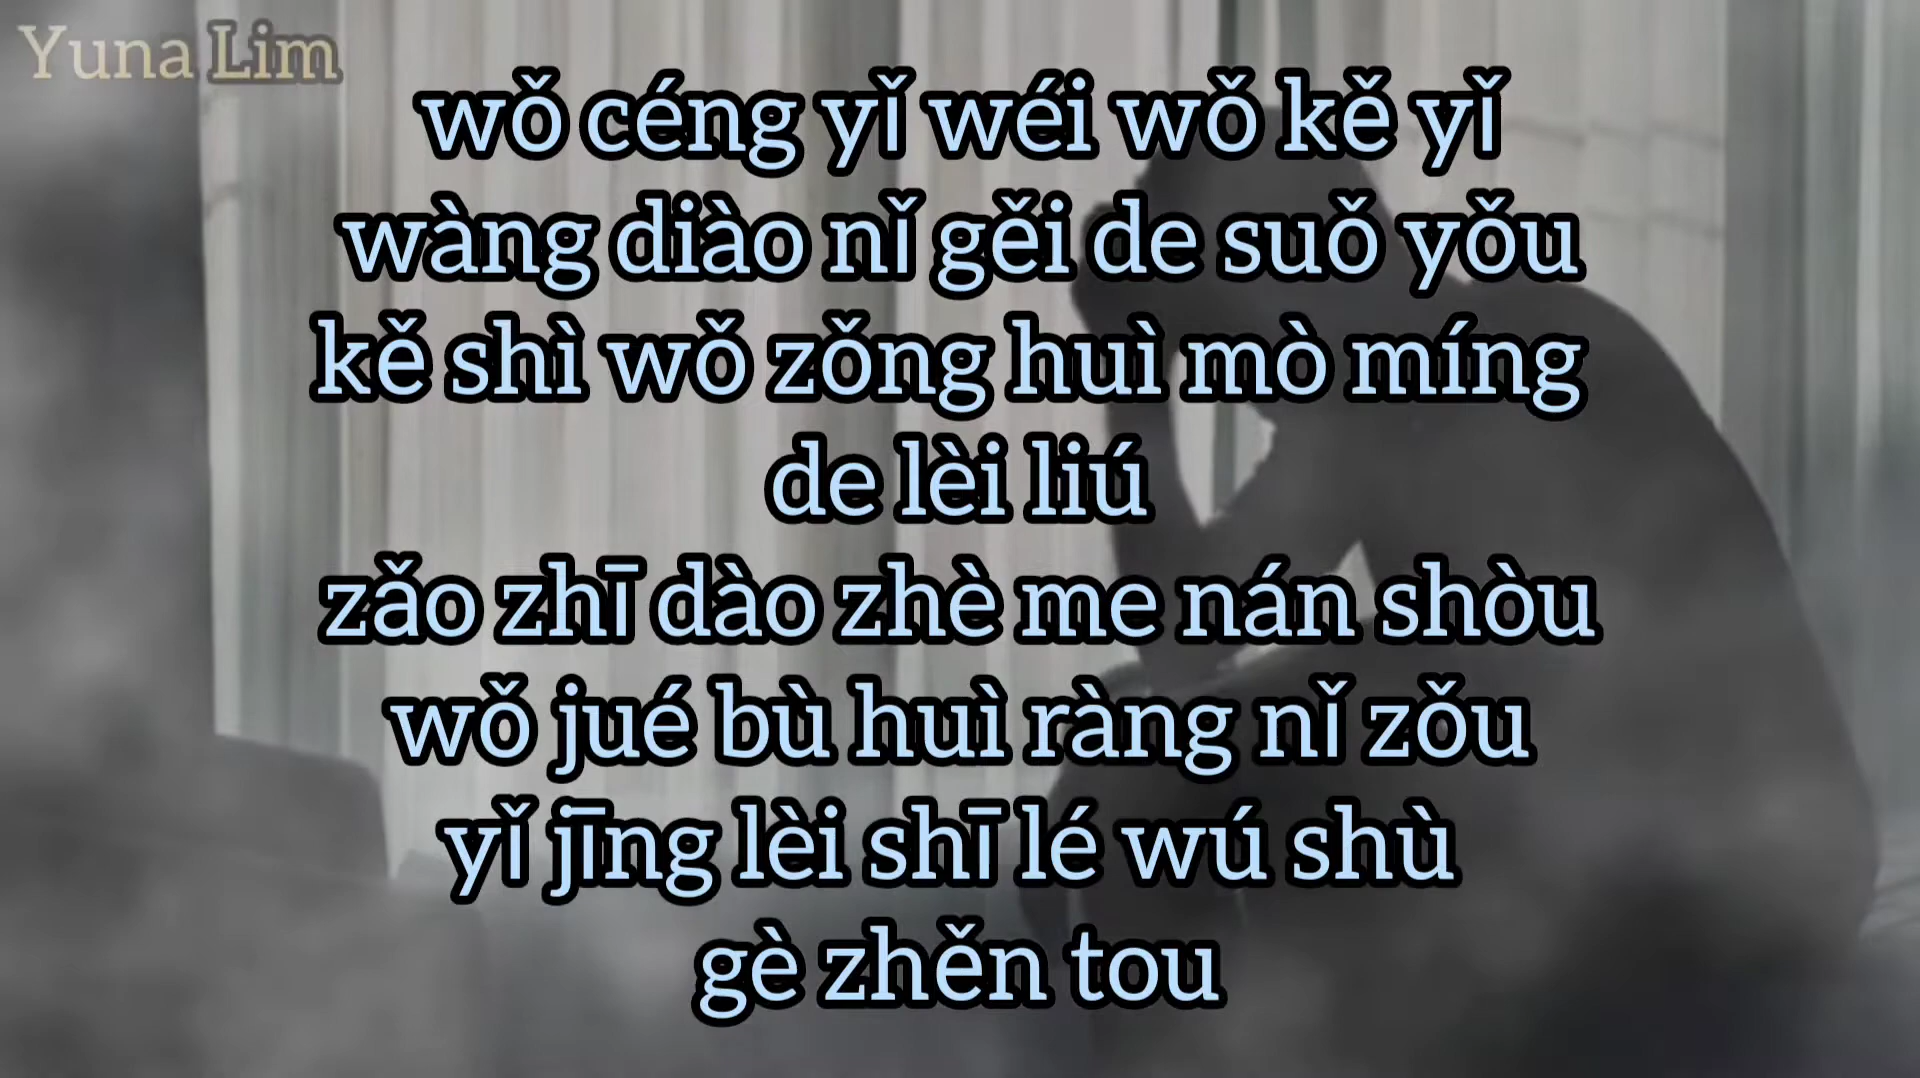 Yuna Lim
wǒ céng yǐ wéi wǒ kě yǐ
wàng diào nǐ gěi de suǒ yǒu
kě shì wǒ zǒng huì mò míng
de lèi liú
zǎo zhī dào zhè me nán shòu
wǒ jué bù huì ràng nǐ zǒu
yǐ jīng lèi shī lé wú shù
gè zhěn tou